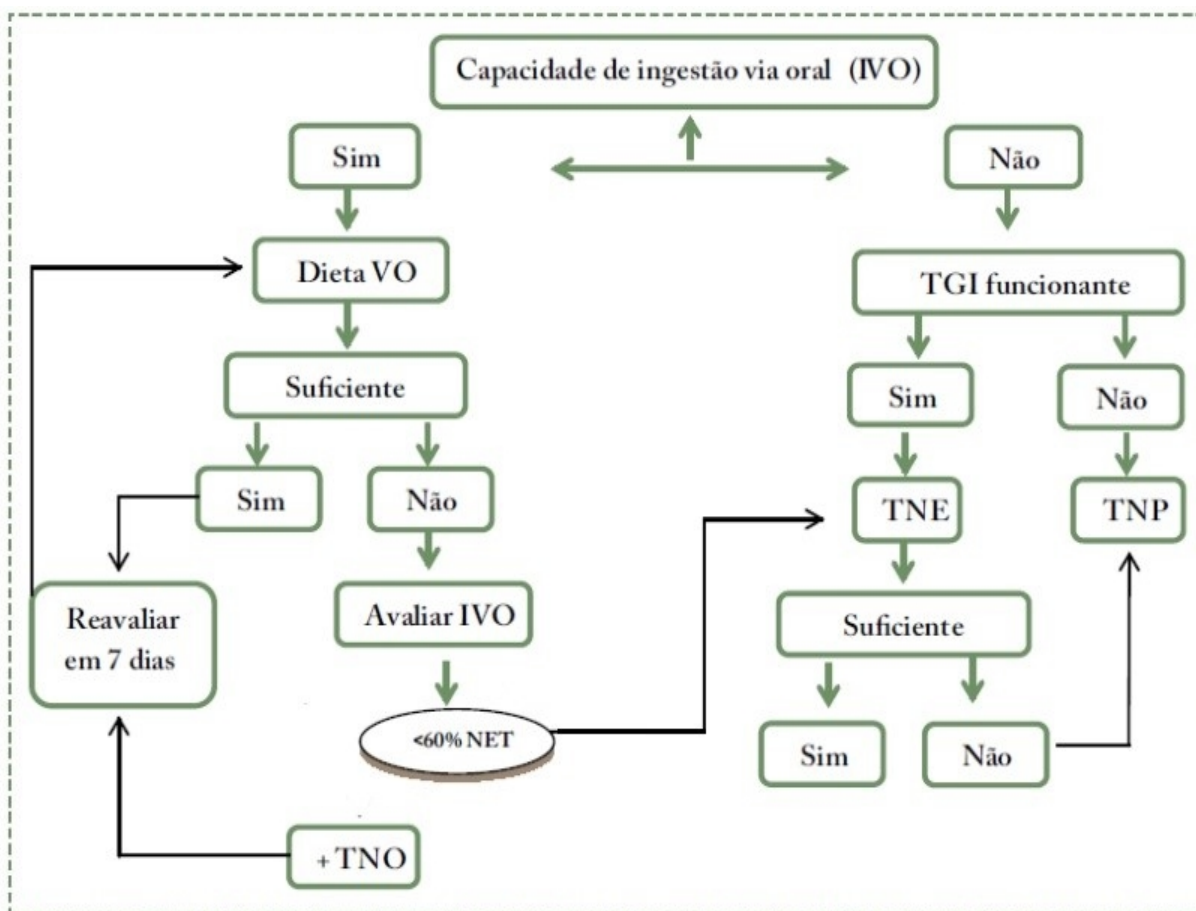 Capacidade de ingestão via oral (IVO)
Sim
Não
Dieta VO
TGI funcionante
Suficiente
Sim
Não
Sim
Não
TNE
TNP
Avaliar IVO
Reavaliar
em 7 dias
Suficiente
<60% NET
Sim
Não
+ TNO